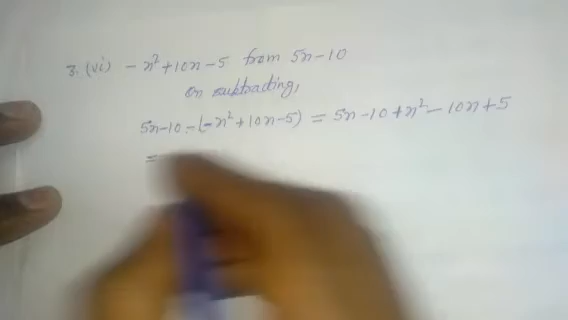 3. (vi) - x² + 10x - 5 from 5x - 10
On subtracting,
5x - 10 - (-x² + 10x - 5) = 5x - 10 + x² - 10x + 5
=